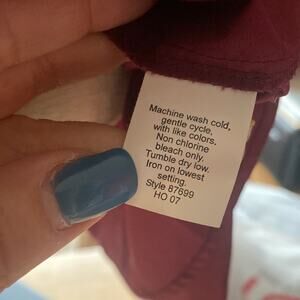 Machine wash cold,
gentle cycle,
with like colors.
Non chlorine
bleach only.
Tumble dry low.
Iron on lowest
setting.
Style 87699
HO 07